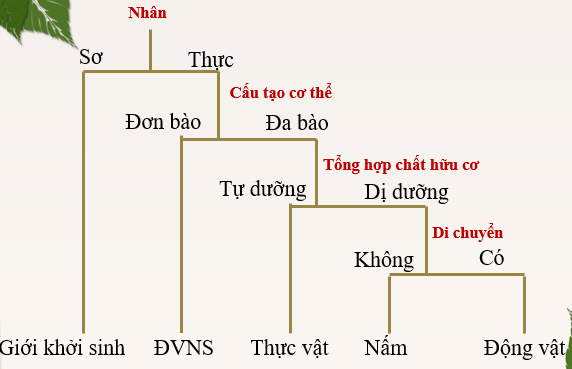 Nhân
Sơ
Thực
Cấu tạo cơ thể
Đơn bào
Đa bào
Tổng hợp chất hữu cơ
Tự dưỡng
Dị dưỡng
Di chuyển
Không
Có
Giới khởi sinh
ĐVNS
Thực vật
Nấm
Động vật